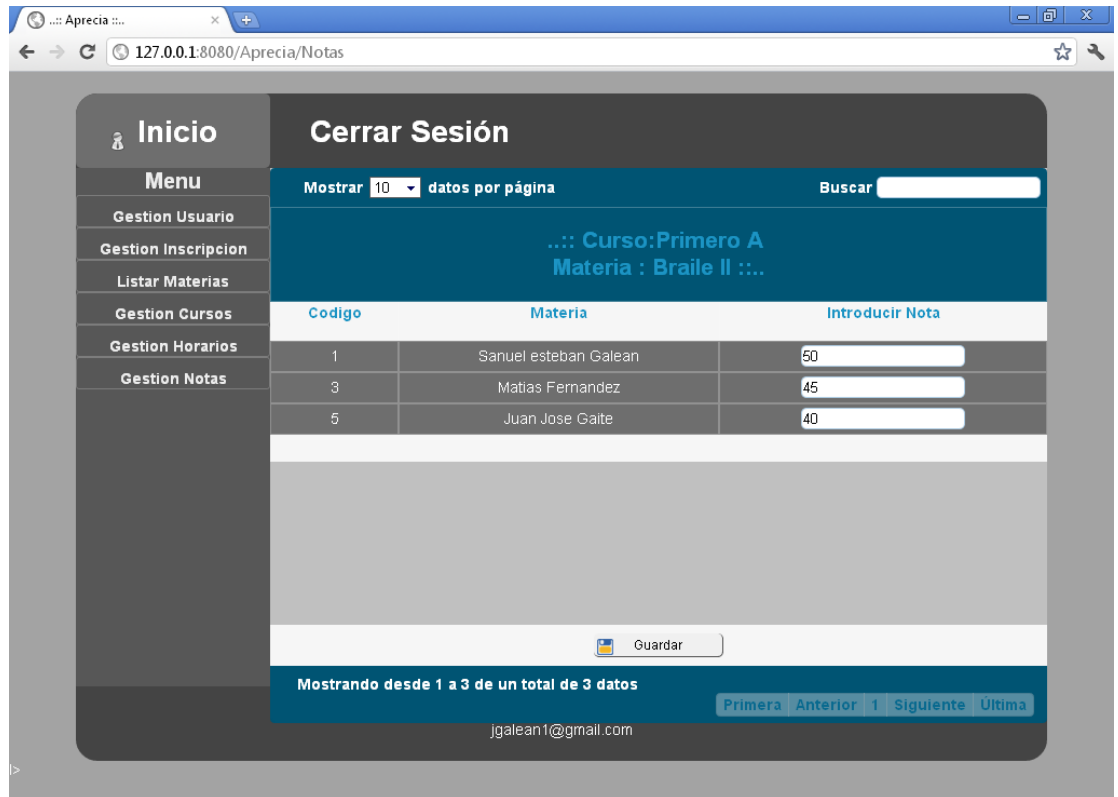 ..:: Aprecia ::..
127.0.0.1:8080/Aprecia/Notas
Inicio
Cerrar Sesión
Menu
Gestion Usuario
Gestion Inscripcion
Listar Materias
Gestion Cursos
Gestion Horarios
Gestion Notas
Mostrar 10 datos por página
Buscar
..:: Curso:Primero A
Materia : Braile II ::..
Codigo Materia Introducir Nota
1 Sanuel esteban Galean 50
3 Matias Fernandez 45
5 Juan Jose Gaite 40
Guardar
Mostrando desde 1 a 3 de un total de 3 datos
Primera Anterior 1 Siguiente Última
jgalean1@gmail.com
l>